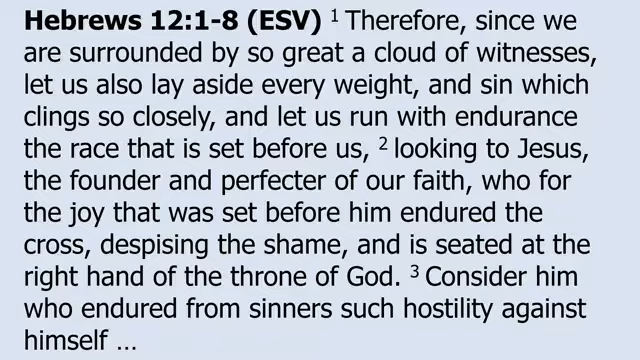 Hebrews 12:1-8 (ESV) 1 Therefore, since we
are surrounded by so great a cloud of witnesses,
let us also lay aside every weight, and sin which
clings so closely, and let us run with endurance
the race that is set before us, 2 looking to Jesus,
the founder and perfecter of our faith, who for
the joy that was set before him endured the
cross, despising the shame, and is seated at the
right hand of the throne of God. 3 Consider him
who endured from sinners such hostility against
himself …